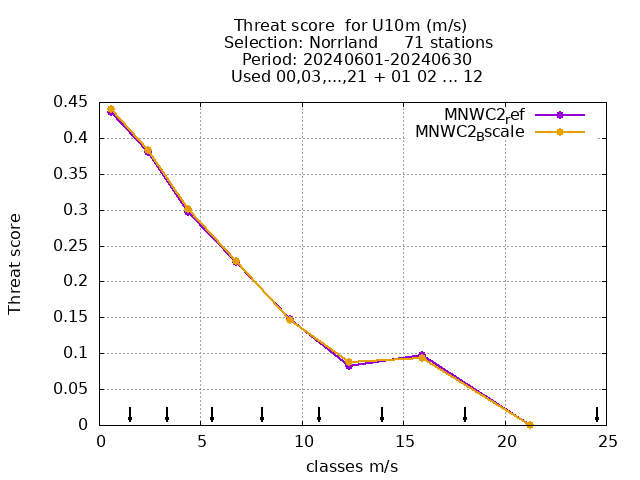 Threat score  for U10m (m/s)
Selection: Norrland     71 stations
Period: 20240601-20240630
Used 00,03,...,21 + 01 02 ... 12
MNWC2_ref
MNWC2_Bscale
0.45
0.4
0.35
0.3
0.25
0.2
0.15
0.1
0.05
0
Threat score
0 5 10 15 20 25
classes m/s